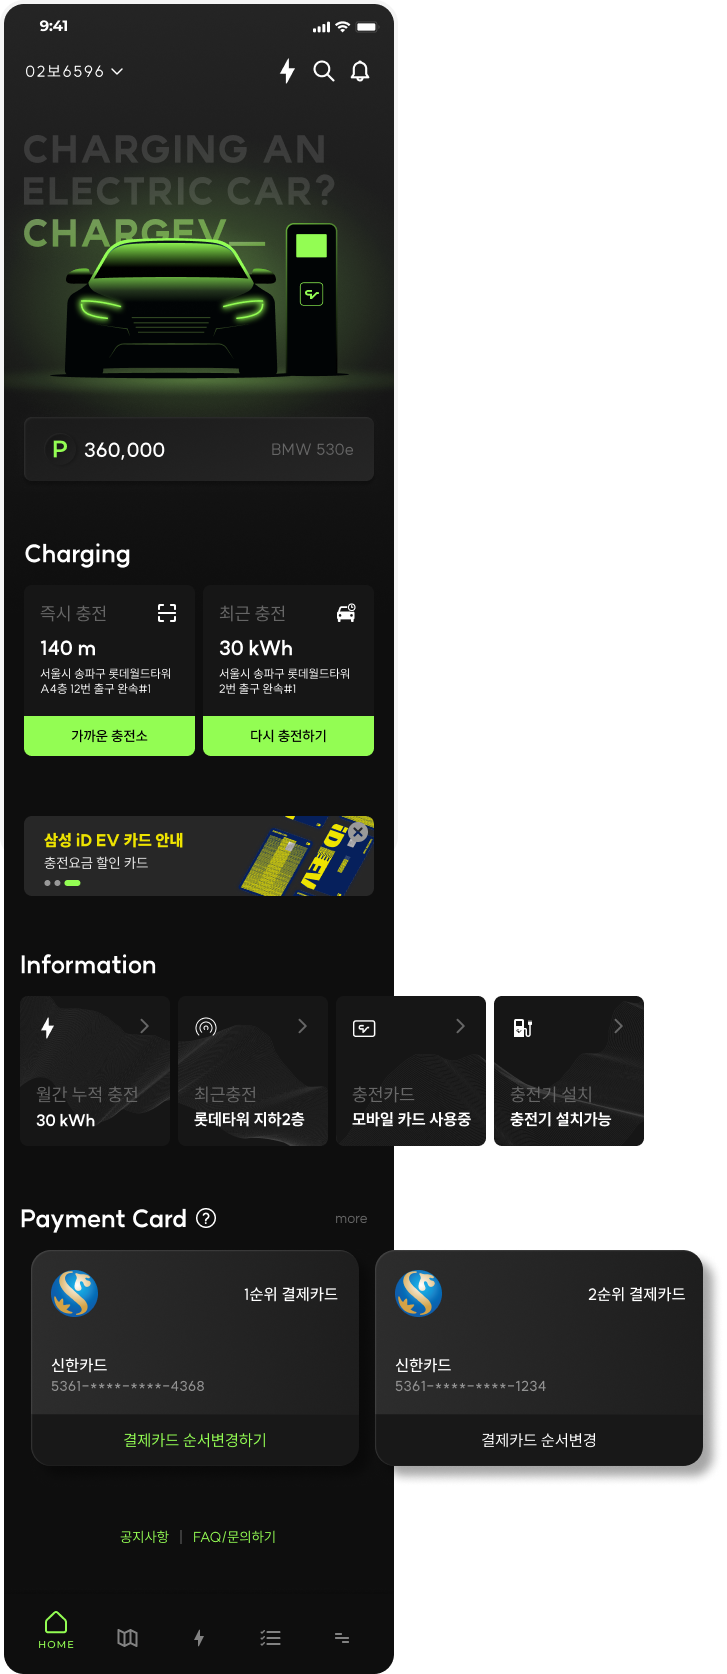 9:41
02보6596
CHARGING AN
ELECTRIC CAR?
CHARGEV_
P 360,000 BMW 530e
Charging
즉시 충전
140 m
서울시 송파구 롯데월드타워
A4층 12번 출구 완속#1
가까운 충전소
최근 충전
30 kWh
서울시 송파구 롯데월드타워
2번 출구 완속#1
다시 충전하기
삼성 iD EV 카드 안내
충전요금 할인 카드
iD
EV
Information
월간 누적 충전
30 kWh
최근충전
롯데타워 지하2층
충전카드
모바일 카드 사용중
충전기 설치
충전기 설치가능
Payment Card ?
more
1순위 결제카드
신한카드
5361-****-****-4368
결제카드 순서변경하기
2순위 결제카드
신한카드
5361-****-****-1234
결제카드 순서변경
공지사항 | FAQ/문의하기
HOME